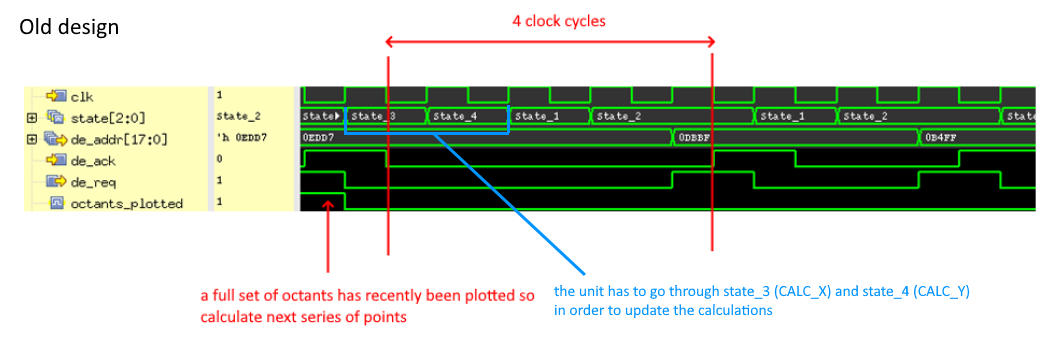 4 clock cycles
Old design
clk 1
state[2:0] State_2 State State_3 State_4 State_1 State_2 State_1 State_2 State
de_addr[17:0] 'h 0EDD7 0EDD7 0DBBF 0B4FF
de_ack 0
de_req 1
octants_plotted 1
a full set of octants has recently been plotted so
calculate next series of points
the unit has to go through state_3 (CALC_X) and state_4 (CALC_Y)
in order to update the calculations